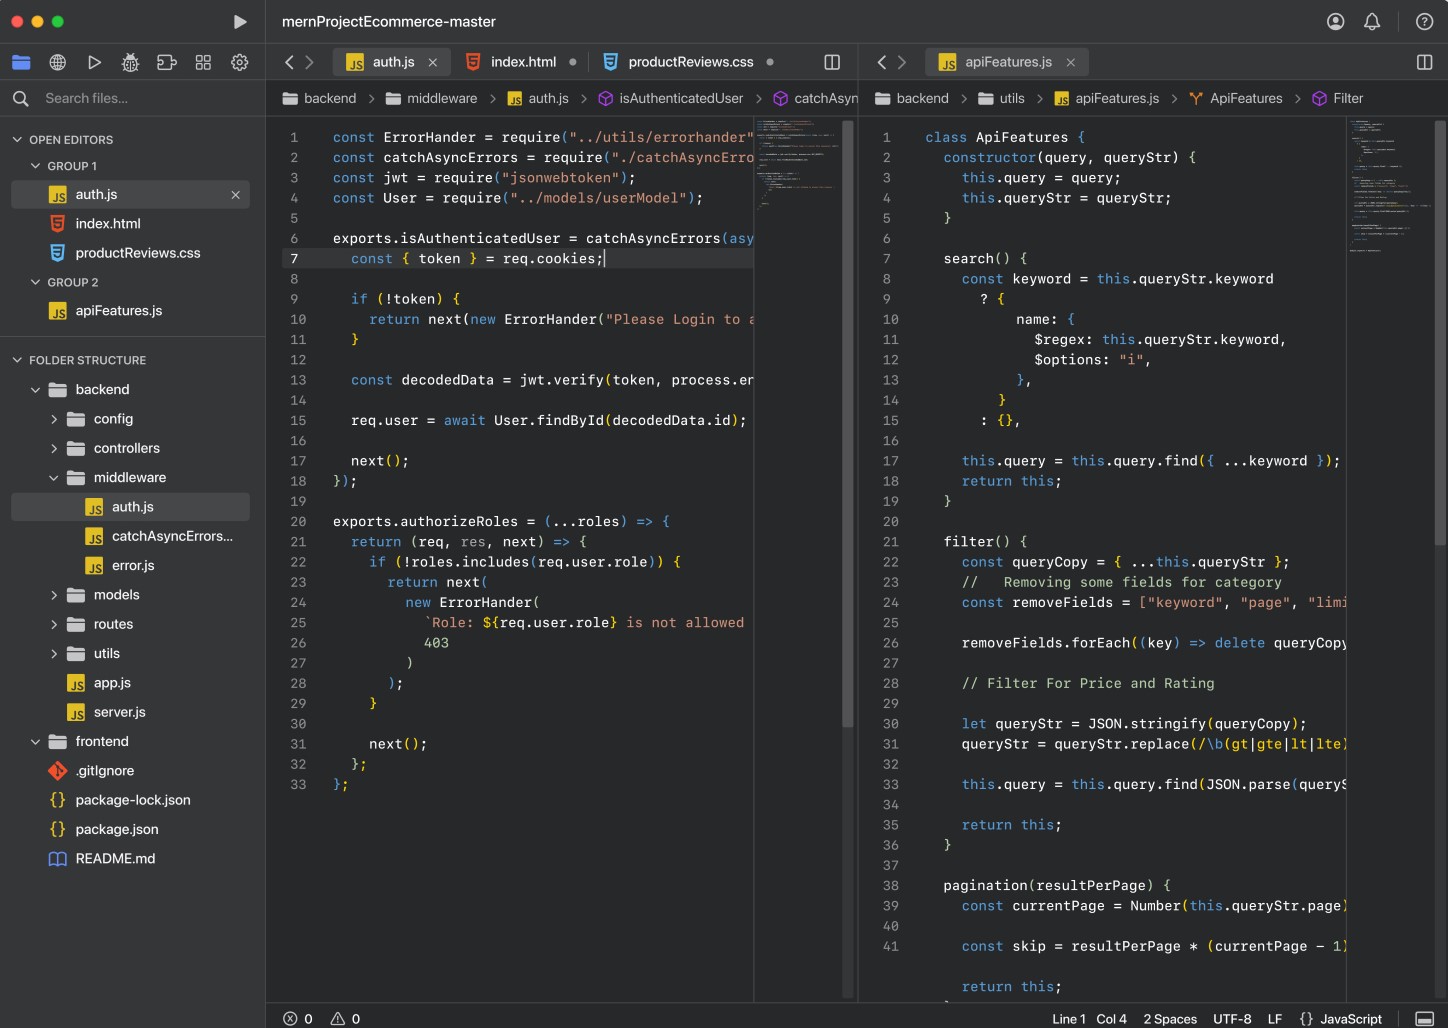 mernProjectEcommerce-master
Search files...
OPEN EDITORS
GROUP 1
JS auth.js
index.html
productReviews.css
GROUP 2
JS apiFeatures.js
FOLDER STRUCTURE
backend
config
controllers
middleware
JS auth.js
JS catchAsyncErrors...
JS error.js
models
routes
utils
JS app.js
JS server.js
frontend
.gitIgnore
{} package-lock.json
{} package.json
README.md
JS auth.js
index.html
productReviews.css
backend > middleware > JS auth.js > isAuthenticatedUser > catchAsyn
1 const ErrorHander = require("../utils/errorhander"
2 const catchAsyncErrors = require("./catchAsyncErro
3 const jwt = require("jsonwebtoken");
4 const User = require("../models/userModel");
5
6 exports.isAuthenticatedUser = catchAsyncErrors(asy
7 const { token } = req.cookies;
8
9 if (!token) {
10 return next(new ErrorHander("Please Login to a
11 }
12
13 const decodedData = jwt.verify(token, process.en
14
15 req.user = await User.findById(decodedData.id);
16
17 next();
18 });
19
20 exports.authorizeRoles = (...roles) => {
21 return (req, res, next) => {
22 if (!roles.includes(req.user.role)) {
23 return next(
24 new ErrorHander(
25 `Role: ${req.user.role} is not allowed
26 403
27 )
28 );
29 }
30
31 next();
32 };
33 };
JS apiFeatures.js
backend > utils > JS apiFeatures.js > ApiFeatures > Filter
1 class ApiFeatures {
2 constructor(query, queryStr) {
3 this.query = query;
4 this.queryStr = queryStr;
5 }
6
7 search() {
8 const keyword = this.queryStr.keyword
9 ? {
10 name: {
11 $regex: this.queryStr.keyword,
12 $options: "i",
13 },
14 }
15 : {},
16
17 this.query = this.query.find({ ...keyword });
18 return this;
19 }
20
21 filter() {
22 const queryCopy = { ...this.queryStr };
23 //   Removing some fields for category
24 const removeFields = ["keyword", "page", "limi
25
26 removeFields.forEach((key) => delete queryCopy
27
28 // Filter For Price and Rating
29
30 let queryStr = JSON.stringify(queryCopy);
31 queryStr = queryStr.replace(/\b(gt|gte|lt|lte)
32
33 this.query = this.query.find(JSON.parse(queryS
34
35 return this;
36 }
37
38 pagination(resultPerPage) {
39 const currentPage = Number(this.queryStr.page)
40
41 const skip = resultPerPage * (currentPage - 1)
return this;
0 0
Line 1 Col 4 2 Spaces UTF-8 LF {} JavaScript